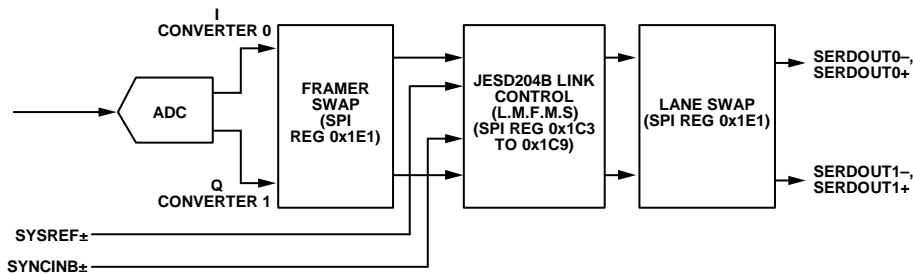 I
CONVERTER 0
ADC
Q
CONVERTER 1
FRAMER
SWAP
(SPI
REG 0x1E1)
JESD204B LINK
CONTROL
(L.M.F.M.S)
(SPI REG 0x1C3
TO 0x1C9)
LANE SWAP
(SPI REG 0x1E1)
SERDOUT0–,
SERDOUT0+
SERDOUT1–,
SERDOUT1+
SYSREF±
SYNCINB±